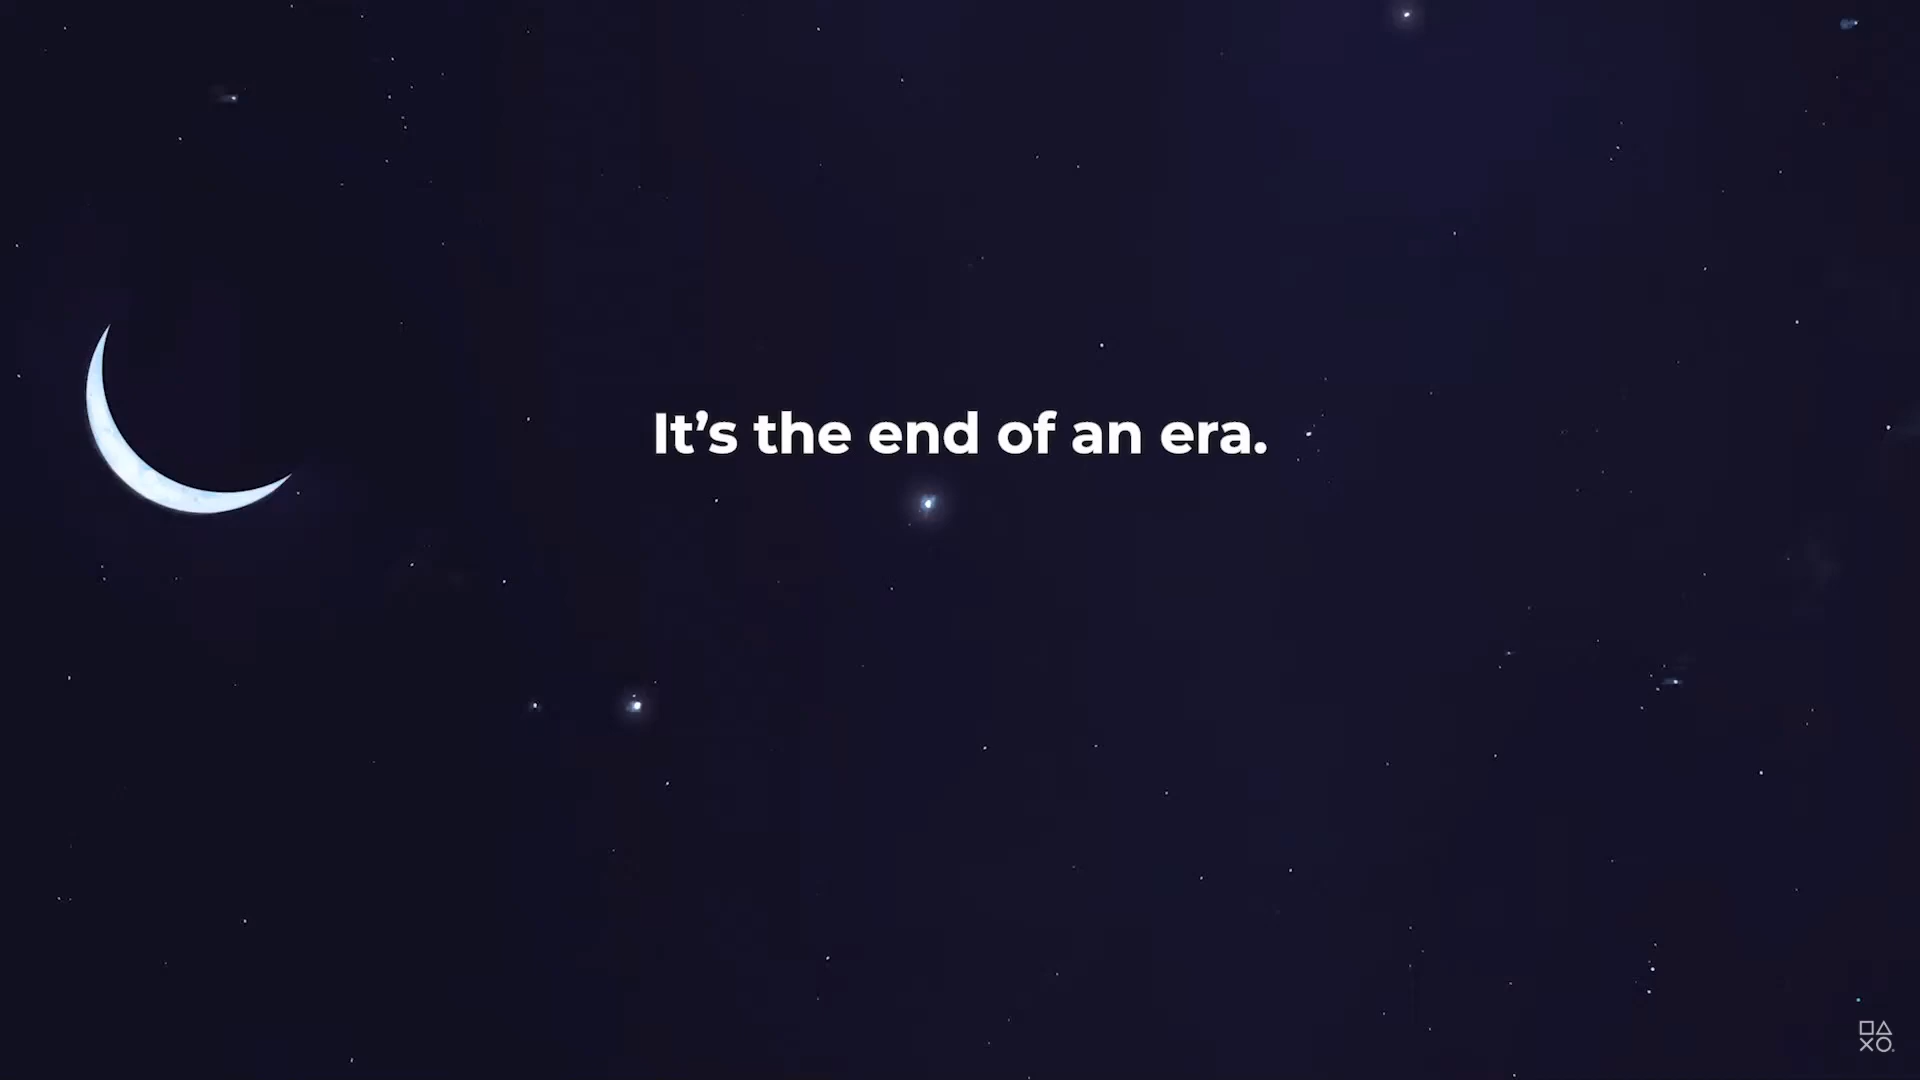 It’s the end of an era.